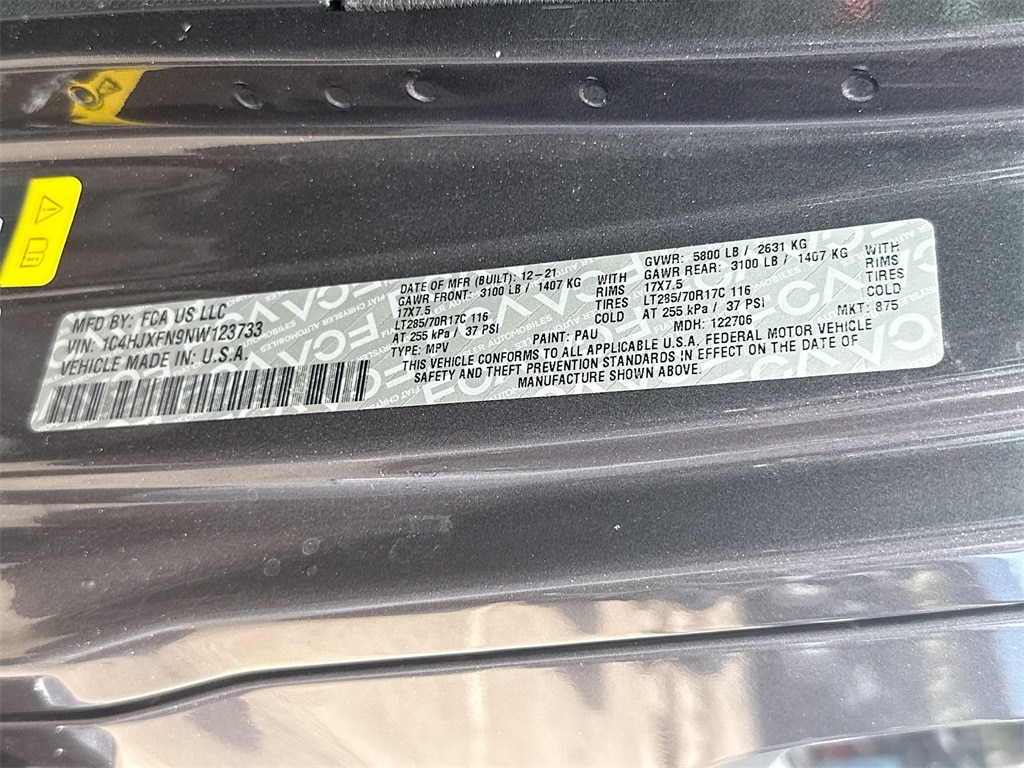 MFD BY: FCA US LLC
VIN: 1C4HJXFN9NW123733
VEHICLE MADE IN: U.S.A.
DATE OF MFR (BUILT): 12-21
GAWR FRONT: 3100 LB / 1407 KG WITH
17X7.5 RIMS
LT285/70R17C 116 TIRES
AT 255 kPa / 37 PSI COLD
TYPE: MPV
GVWR: 5800 LB / 2631 KG
GAWR REAR: 3100 LB / 1407 KG WITH
17X7.5 RIMS
LT285/70R17C 116 TIRES
AT 255 kPa / 37 PSI COLD
PAINT: PAU MDH: 122706 MKT: 875
THIS VEHICLE CONFORMS TO ALL APPLICABLE U.S.A. FEDERAL MOTOR VEHICLE
SAFETY AND THEFT PREVENTION STANDARDS IN EFFECT ON THE DATE OF
MANUFACTURE SHOWN ABOVE.